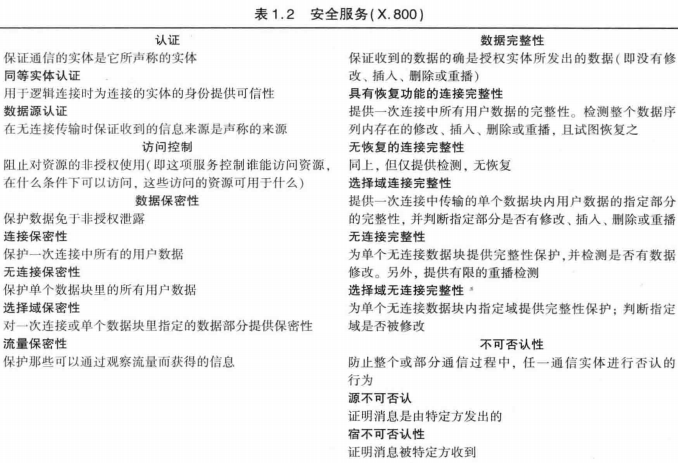 表 1.2 安全服务(X.800)
认证
保证通信的实体是它所声称的实体
同等实体认证
用于逻辑连接时为连接的实体的身份提供可信性
数据源认证
在无连接传输时保证收到的信息来源是声称的来源
访问控制
阻止对资源的非授权使用(即这项服务控制谁能访问资源,
在什么条件下可以访问, 这些访问的资源可用于什么)
数据保密性
保护数据免于非授权泄露
连接保密性
保护一次连接中所有的用户数据
无连接保密性
保护单个数据块里的所有用户数据
选择域保密性
对一次连接或单个数据块里指定的数据部分提供保密性
流量保密性
保护那些可以通过观察流量而获得的信息
数据完整性
保证收到的数据的确是授权实体所发出的数据(即没有修
改、插入、删除或重播)
具有恢复功能的连接完整性
提供一次连接中所有用户数据的完整性。检测整个数据序
列内存在的修改、插入、删除或重播, 且试图恢复之
无恢复的连接完整性
同上, 但仅提供检测, 无恢复
选择域连接完整性
提供一次连接中传输的单个数据块内用户数据的指定部分
的完整性, 并判断指定部分是否有修改、插入、删除或重播
无连接完整性
为单个无连接数据块提供完整性保护,并检测是否有数据
修改。另外, 提供有限的重播检测
选择域无连接完整性
为单个无连接数据块内指定域提供完整性保护; 判断指定
域是否被修改
不可否认性
防止整个或部分通信过程中, 任一通信实体进行否认的
行为
源不可否认
证明消息是由特定方发出的
宿不可否认性
证明消息被特定方收到